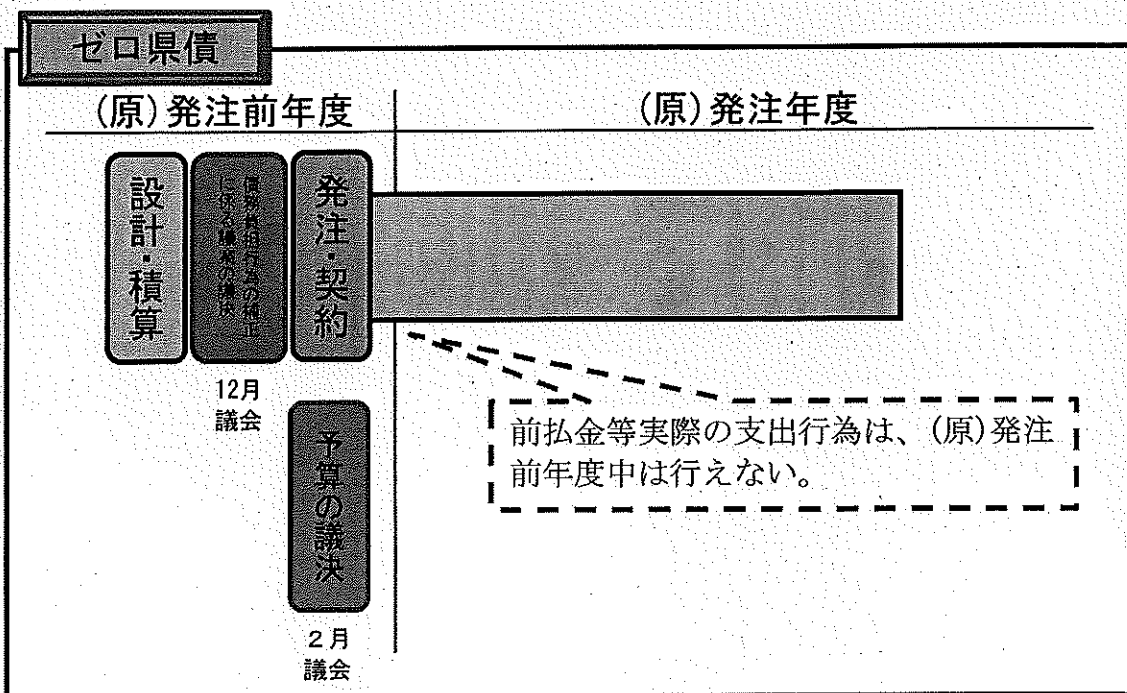 ゼロ県債
(原)発注前年度
(原)発注年度
設計・積算
債務負担行為の補正
に係る議案の議決
発注・契約
12月
議会
予算の議決
2月
議会
前払金等実際の支出行為は、(原)発注
前年度中は行えない。